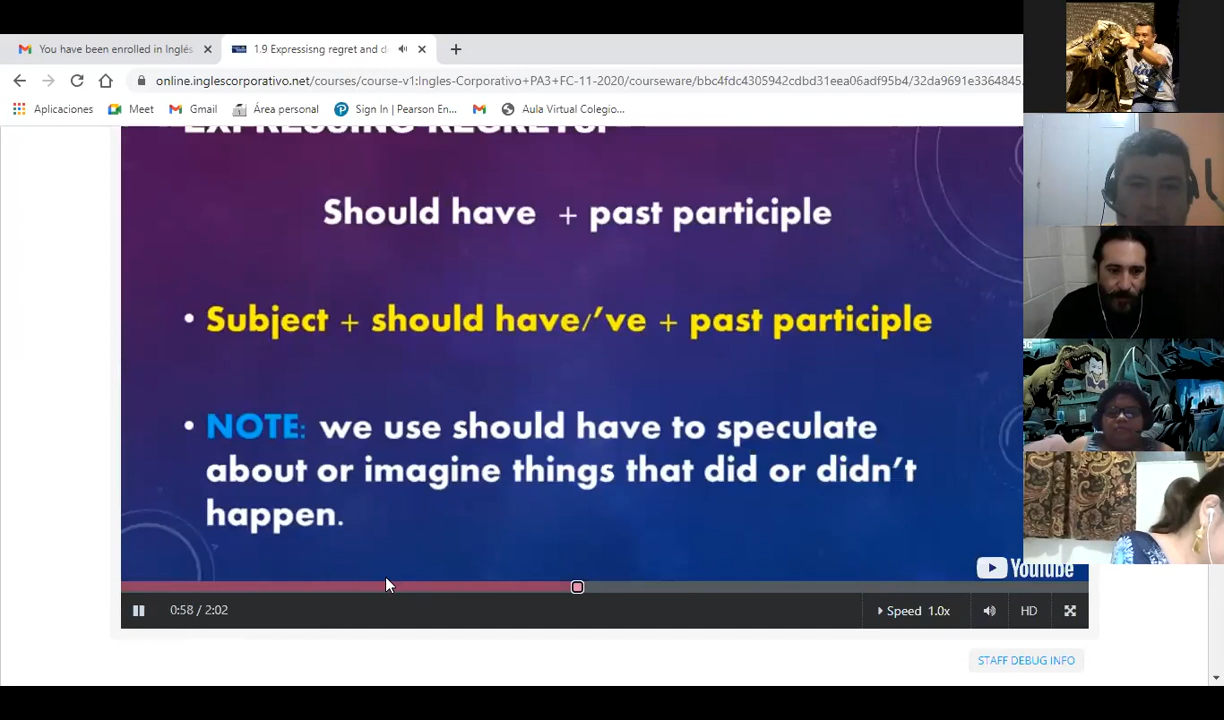 You have been enrolled in Inglés
1.9 Expressisng regret and d
online.inglescorporativo.net/courses/course-v1:Ingles-Corporativo+PA3+FC-11-2020/courseware/bbc4fdc4305942cdbd31eea06adf95b4/32da9691e3364845
Aplicaciones Meet Gmail Área personal Sign In | Pearson En... Aula Virtual Colegio...
EXPRESSING REGRETS:
Should have + past participle
• Subject + should have/'ve + past participle
• NOTE: we use should have to speculate
about or imagine things that did or didn't
happen.
YouTube
0:58 / 2:02 Speed 1.0x HD
STAFF DEBUG INFO